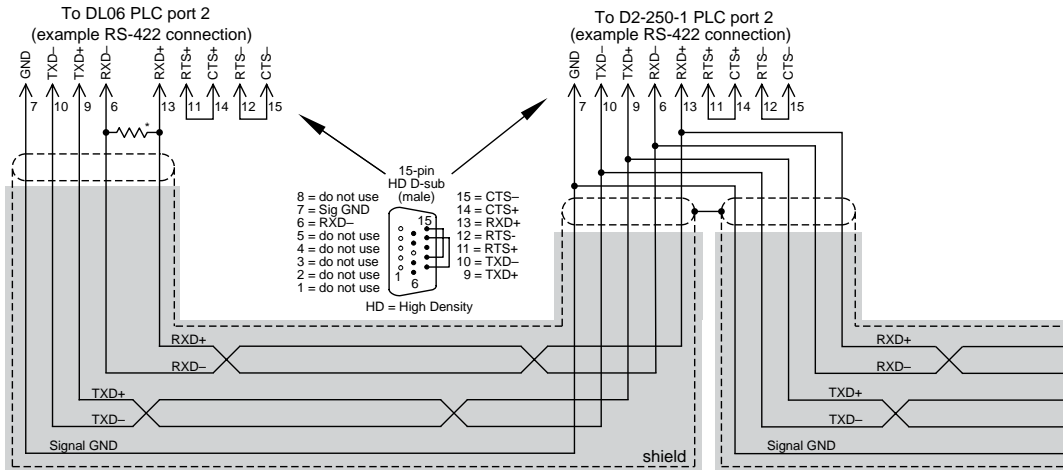 To DL06 PLC port 2
(example RS-422 connection)
GND
TXD–
TXD+
RXD–
RXD+
RTS+
CTS+
RTS–
CTS–
7
10
9
6
13
11
14
12
15
*
To D2-250-1 PLC port 2
(example RS-422 connection)
GND
TXD–
TXD+
RXD–
RXD+
RTS+
CTS+
RTS–
CTS–
7
10
9
6
13
11
14
12
15
15-pin
HD D-sub
(male)
8 = do not use
7 = Sig GND
6 = RXD–
5 = do not use
4 = do not use
3 = do not use
2 = do not use
1 = do not use
15
1
6
15 = CTS–
14 = CTS+
13 = RXD+
12 = RTS-
11 = RTS+
10 = TXD–
9 = TXD+
HD = High Density
RXD+
RXD–
TXD+
TXD–
Signal GND
shield
RXD+
RXD–
TXD+
TXD–
Signal GND